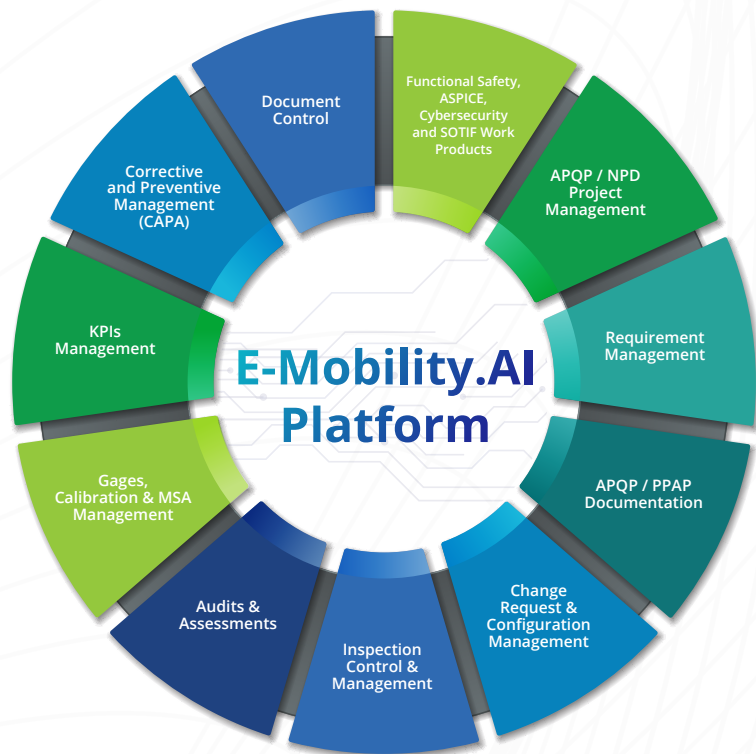 Functional Safety,
ASPICE,
Cybersecurity
and SOTIF Work
Products
APQP / NPD
Project
Management
Requirement
Management
APQP / PPAP
Documentation
Change
Request &
Configuration
Management
Inspection
Control &
Management
Audits &
Assessments
Gages,
Calibration & MSA
Management
KPIs
Management
Corrective
and Preventive
Management
(CAPA)
Document
Control
E-Mobility.AI
Platform